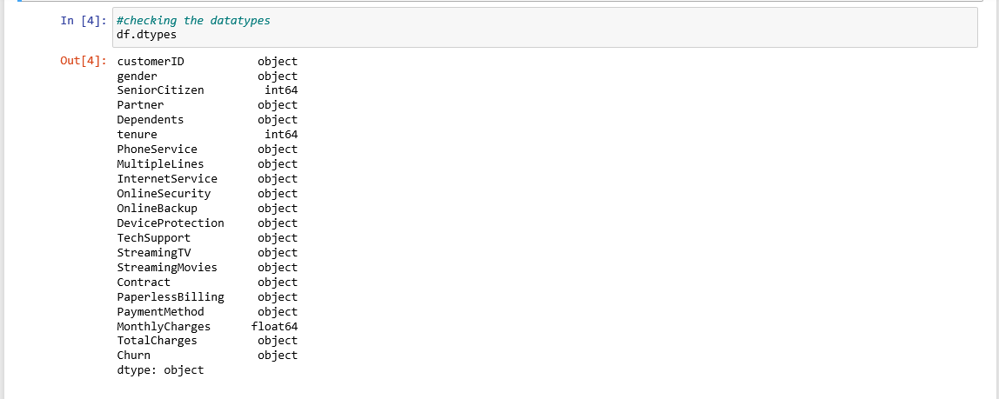 In [4]: #checking the datatypes
df.dtypes
Out[4]: customerID object
gender object
SeniorCitizen int64
Partner object
Dependents object
tenure int64
PhoneService object
MultipleLines object
InternetService object
OnlineSecurity object
OnlineBackup object
DeviceProtection object
TechSupport object
StreamingTV object
StreamingMovies object
Contract object
PaperlessBilling object
PaymentMethod object
MonthlyCharges float64
TotalCharges object
Churn object
dtype: object